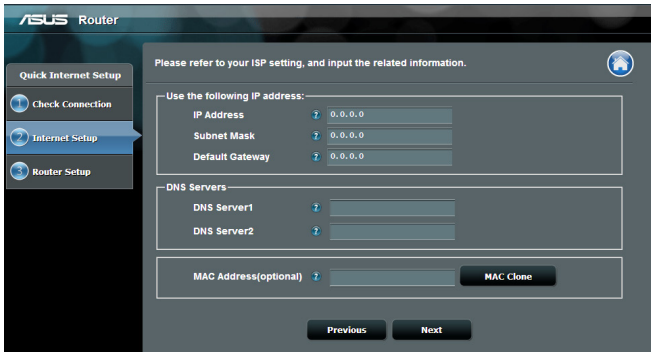 ASUS Router
Quick Internet Setup
1 Check Connection
2 Internet Setup
3 Router Setup
Please refer to your ISP setting, and input the related information.
Use the following IP address:
IP Address ? 0.0.0.0
Subnet Mask ? 0.0.0.0
Default Gateway ? 0.0.0.0
DNS Servers
DNS Server1 ?
DNS Server2 ?
MAC Address(optional) ? MAC Clone
Previous Next